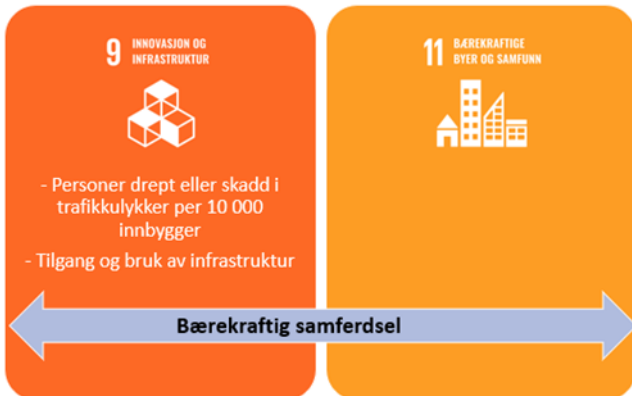 9 INNOVASJON OG
INFRASTRUKTUR
- Personer drept eller skadd i
trafikkulykker per 10 000
innbygger
- Tilgang og bruk av infrastruktur
11 BÆREKRAFTIGE
BYER OG SAMFUNN
Bærekraftig samferdsel